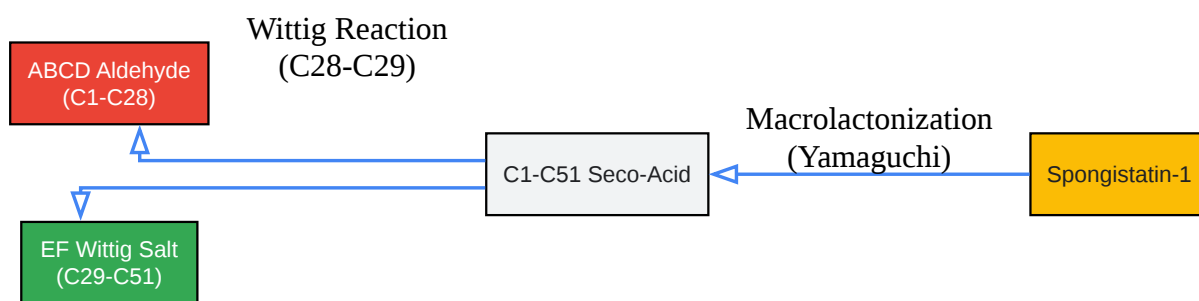 Wittig Reaction
(C28-C29)
ABCD Aldehyde
(C1-C28)
Macrolactonization
(Yamaguchi)
C1-C51 Seco-Acid
Spongistatin-1
EF Wittig Salt
(C29-C51)